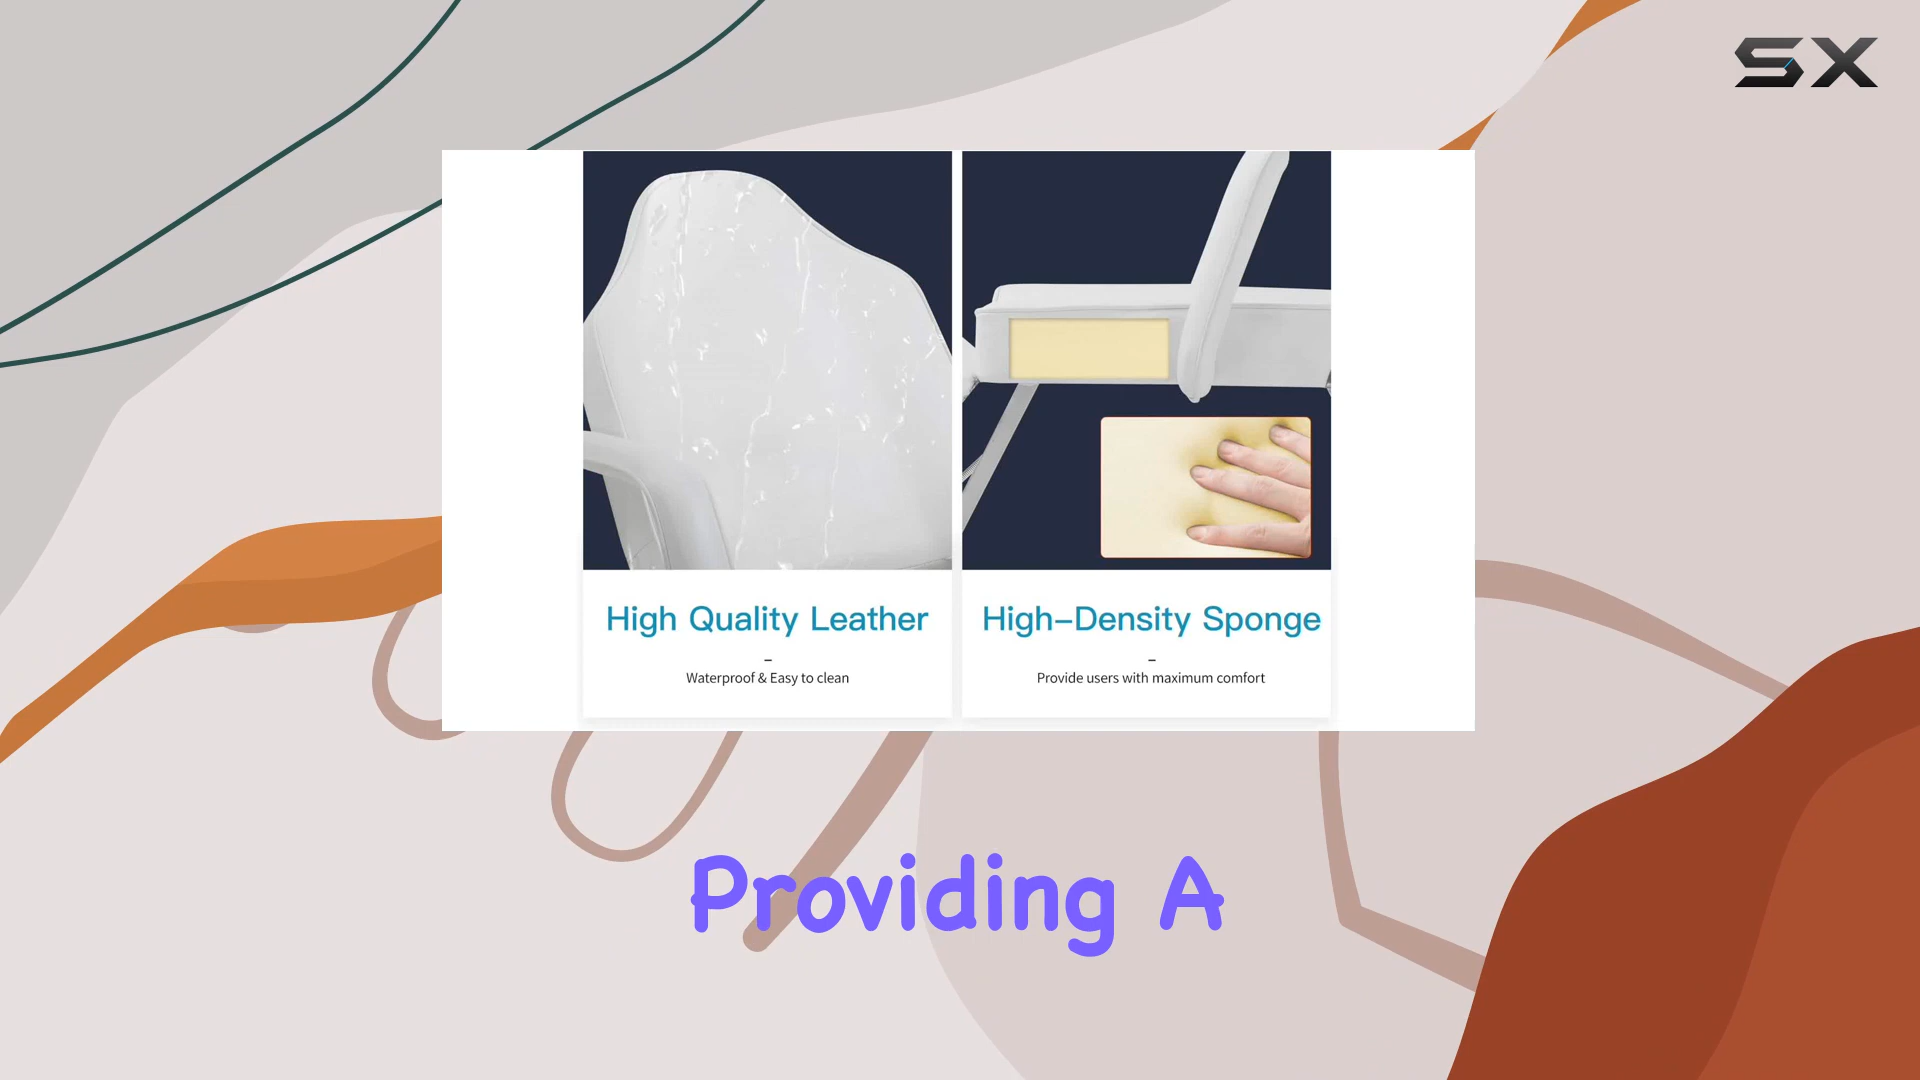 SX
High Quality Leather
–
Waterproof & Easy to clean
High–Density Sponge
–
Provide users with maximum comfort
Providing A